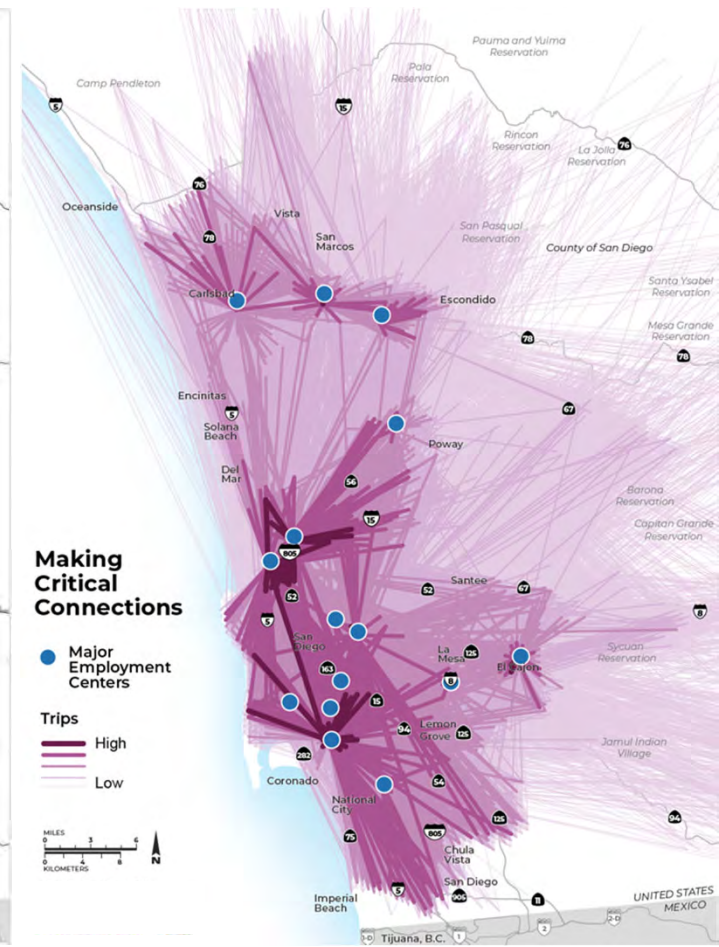 Pauma and Yuima
Reservation
Pala
Reservation
Camp Pendleton
5
15
Rincon
Reservation
La Jolla
Reservation
76
76
Oceanside
Vista
78
San
Marcos
San Pasqual
Reservation
County of San Diego
Carlsbad
Escondido
Santa Ysabel
Reservation
Mesa Grande
Reservation
78
78
Encinitas
5
67
Solana
Beach
Poway
Del
Mar
56
Barona
Reservation
15
Capitan Grande
Reservation
805
Making
Critical
Connections
52
Santee
52
67
5
8
San
Diego
La
Mesa
125
Sycuan
Reservation
El Cajon
Major
Employment
Centers
163
8
15
Trips
High
Low
94
Lemon
Grove
125
Jamul Indian
Village
282
Coronado
54
National
City
94
125
MILES
0 3 6
0 4 8
KILOMETERS
N
75
805
Chula
Vista
San Diego
5
905
11
Imperial
Beach
UNITED STATES
MEXICO
1-D
Tijuana, B.C.
1
2
2-D